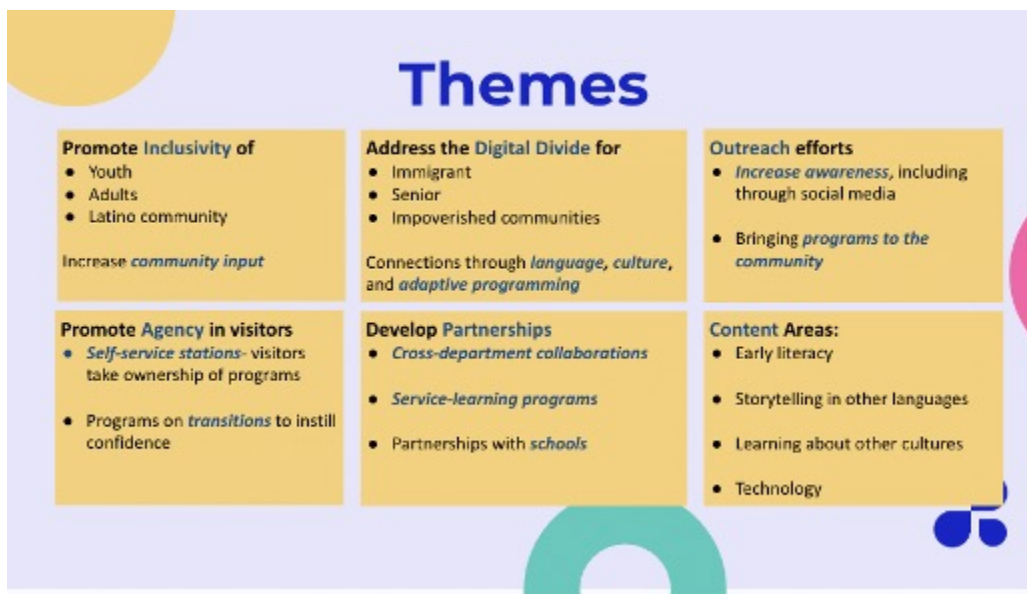 Themes
Promote Inclusivity of
● Youth
● Adults
● Latino community
Increase community input
Address the Digital Divide for
● Immigrant
● Senior
● Impoverished communities
Connections through language, culture,
and adaptive programming
Outreach efforts
● Increase awareness, including
through social media
● Bringing programs to the
community
Promote Agency in visitors
● Self-service stations- visitors
take ownership of programs
● Programs on transitions to instill
confidence
Develop Partnerships
● Cross-department collaborations
● Service-learning programs
● Partnerships with schools
Content Areas:
● Early literacy
● Storytelling in other languages
● Learning about other cultures
● Technology